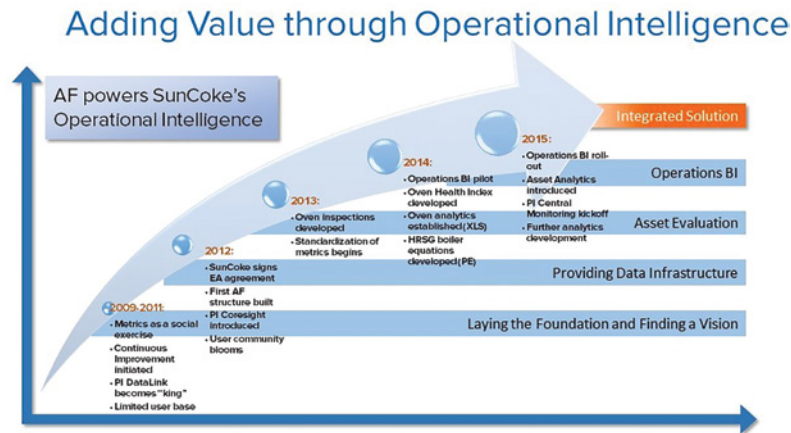 Adding Value through Operational Intelligence
AF powers SunCoke's
Operational Intelligence
Integrated Solution
Operations BI
Asset Evaluation
Providing Data Infrastructure
Laying the Foundation and Finding a Vision
2009-2011:
• Metrics as a social
exercise
• Continuous
Improvement
initiated
• PI DataLink
becomes "king"
• Limited user base
2012:
• SunCoke signs
EA agreement
• First AF
structure built
• PI Coresight
introduced
• User community
blooms
2013:
• Oven inspections
developed
• Standardization of
metrics begins
2014:
• Operations BI pilot
• Oven Health Index
developed
• Oven analytics
established (XLS)
• HRSG boiler
equations
developed (PE)
2015:
• Operations BI roll-
out
• Asset Analytics
introduced
• PI Central
Monitoring kickoff
• Further analytics
development